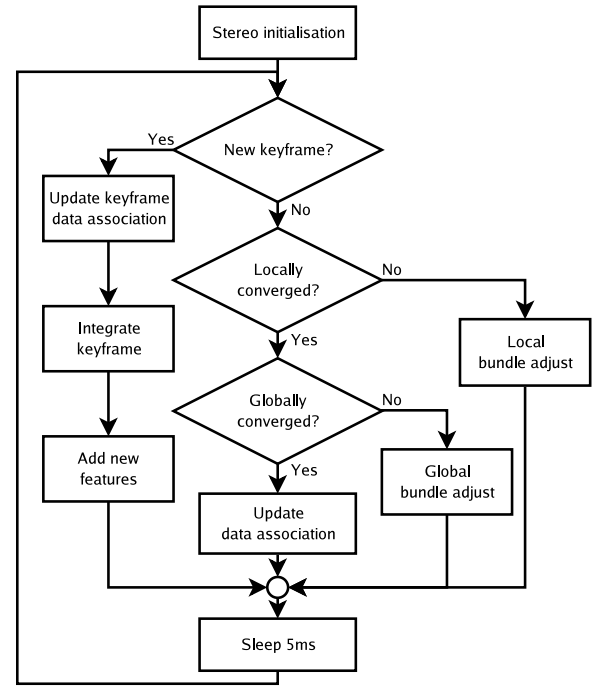 Stereo initialisation
New keyframe?
Yes
No
Update keyframe
data association
Locally
converged?
No
Yes
Integrate
keyframe
Local
bundle adjust
Globally
converged?
No
Yes
Add new
features
Global
bundle adjust
Update
data association
Sleep 5ms